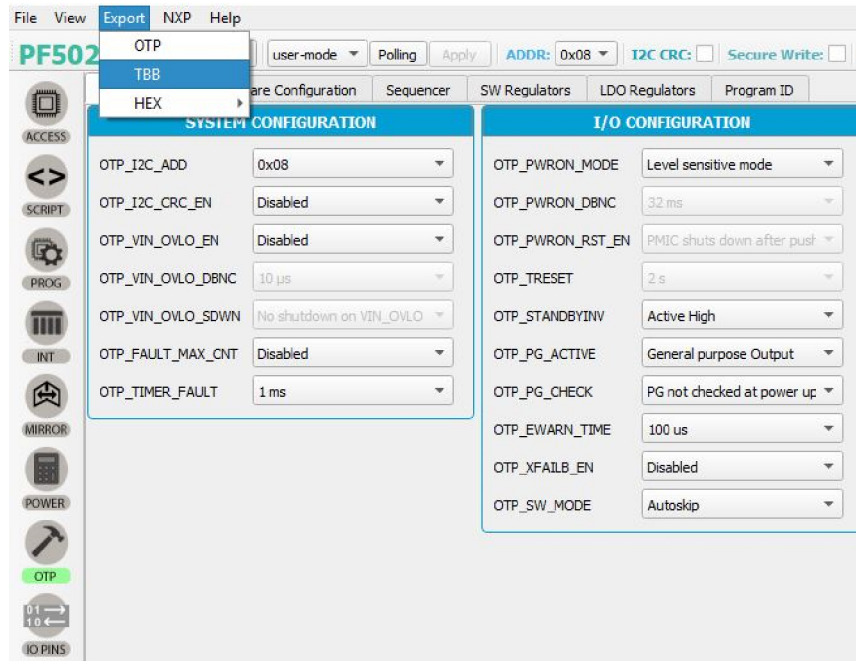 File View Export NXP Help
PF502 user-mode Polling Apply ADDR: 0x08 I2C CRC: Secure Write:
OTP
TBB
HEX
are Configuration Sequencer SW Regulators LDO Regulators Program ID
ACCESS
SCRIPT
PROG
INT
MIRROR
POWER
OTP
01
10
IO PINS
SYSTEM CONFIGURATION
OTP_I2C_ADD 0x08
OTP_I2C_CRC_EN Disabled
OTP_VIN_OVLO_EN Disabled
OTP_VIN_OVLO_DBNC 10 µs
OTP_VIN_OVLO_SDWN No shutdown on VIN_OVLO
OTP_FAULT_MAX_CNT Disabled
OTP_TIMER_FAULT 1 ms
I/O CONFIGURATION
OTP_PWRON_MODE Level sensitive mode
OTP_PWRON_DBNC 32 ms
OTP_PWRON_RST_EN PMIC shuts down after push
OTP_TRESET 2 s
OTP_STANDBYINV Active High
OTP_PG_ACTIVE General purpose Output
OTP_PG_CHECK PG not checked at power up
OTP_EWARN_TIME 100 us
OTP_XFAILB_EN Disabled
OTP_SW_MODE Autoskip